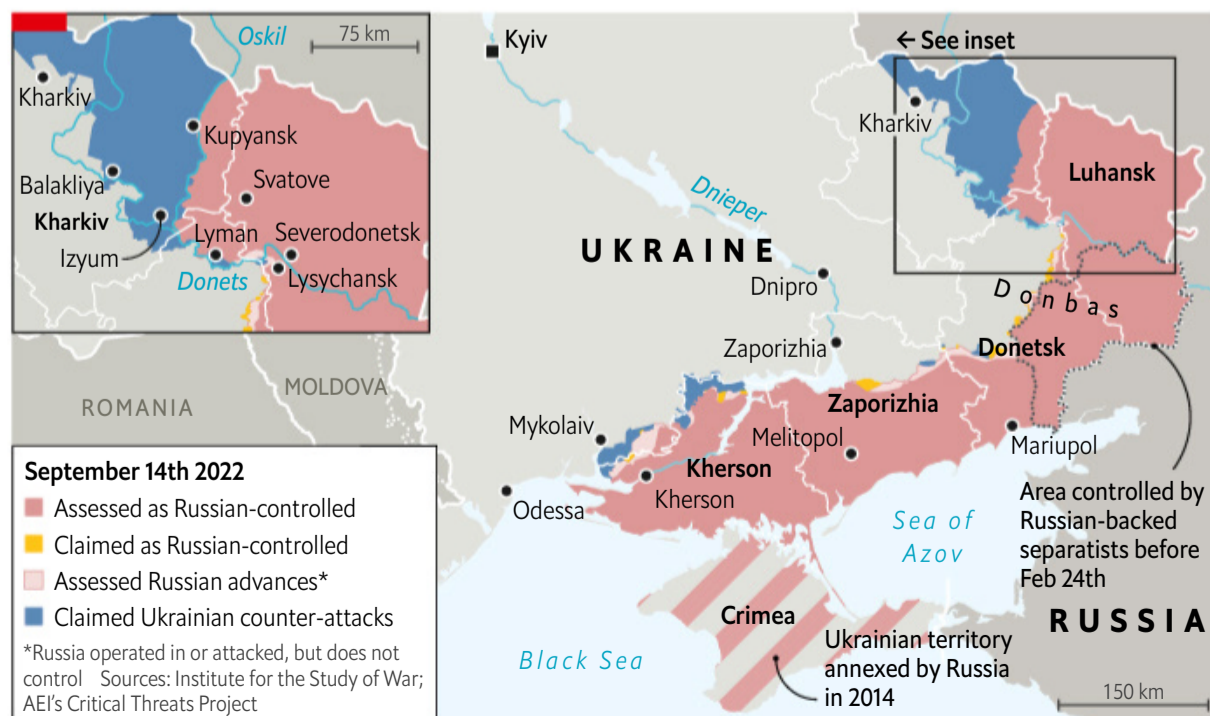 Oskil
75 km
Kharkiv
Kupyansk
Balakliya
Svatove
Kharkiv
Izyum
Lyman
Severodonetsk
Lysychansk
Donets
Kyiv
← See inset
Kharkiv
Luhansk
Dnieper
UKRAINE
Dnipro
Donbas
Zaporizhia
Donetsk
MOLDOVA
ROMANIA
Zaporizhia
Mykolaiv
Melitopol
Mariupol
Kherson
Kherson
Odessa
Sea of
Azov
Area controlled by
Russian-backed
separatists before
Feb 24th
Crimea
RUSSIA
Black Sea
Ukrainian territory
annexed by Russia
in 2014
150 km
September 14th 2022
Assessed as Russian-controlled
Claimed as Russian-controlled
Assessed Russian advances*
Claimed Ukrainian counter-attacks
*Russia operated in or attacked, but does not
control Sources: Institute for the Study of War;
AEI's Critical Threats Project